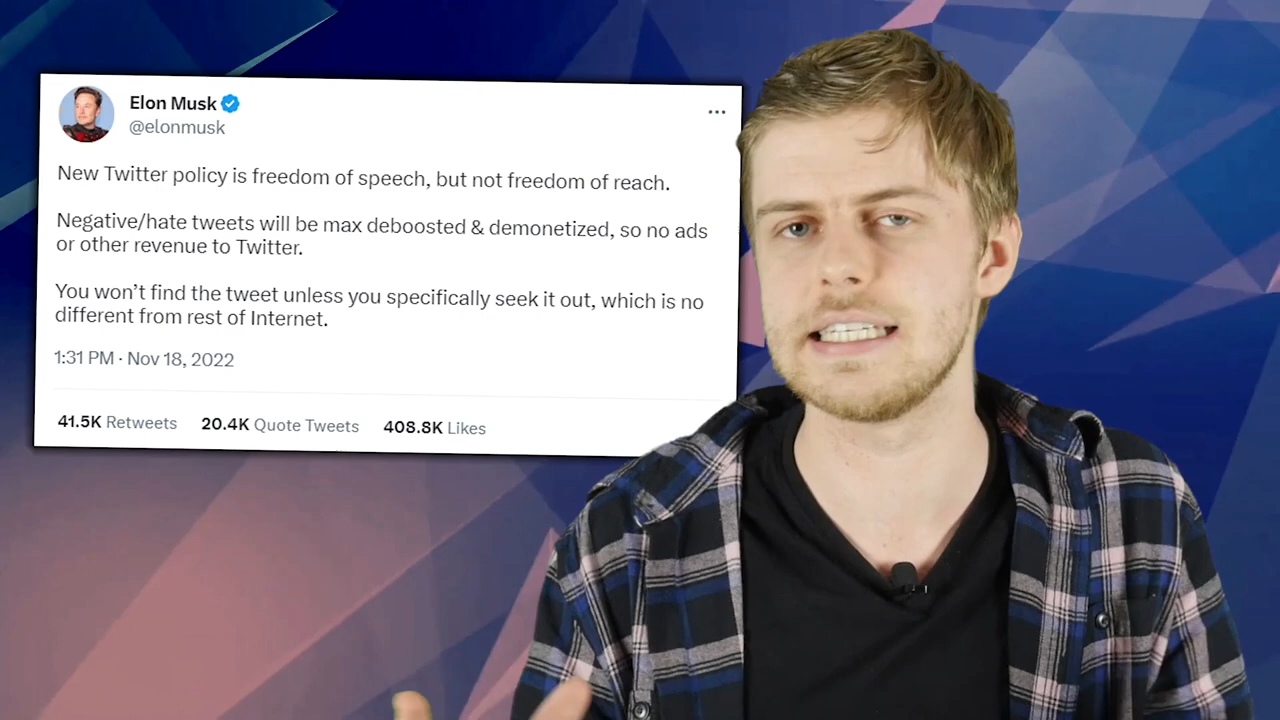 Elon Musk
@elonmusk
New Twitter policy is freedom of speech, but not freedom of reach.
Negative/hate tweets will be max deboosted & demonetized, so no ads
or other revenue to Twitter.
You won’t find the tweet unless you specifically seek it out, which is no
different from rest of Internet.
1:31 PM · Nov 18, 2022
41.5K Retweets 20.4K Quote Tweets 408.8K Likes